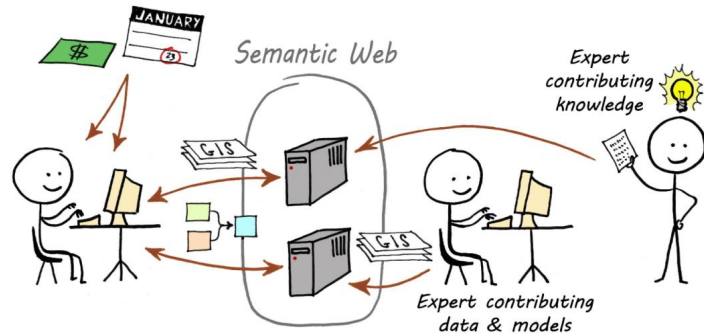 JANUARY
23
$
Semantic Web
Expert
contributing
knowledge
GIS
GIS
Expert contributing
data & models